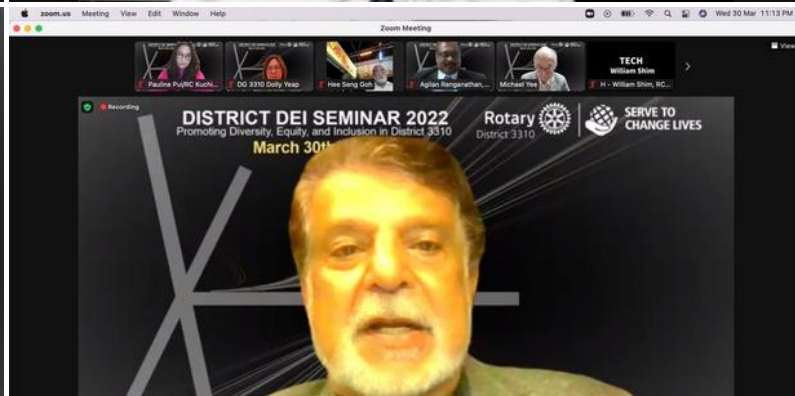 zoom.us Meeting View Edit Window Help Wed 30 Mar 11:13 PM
Zoom Meeting
View
TECH
William Shim
Pauline Pui/RC Kuchi... DG 3310 Dolly Yeap Hee Seng Goh Agilan Renganathan,... Michael Yee H - William Shim, RC...
Recording
DISTRICT DEI SEMINAR 2022
Promoting Diversity, Equity, and Inclusion in District 3310
March 30th
Rotary
District 3310
SERVE TO
CHANGE LIVES